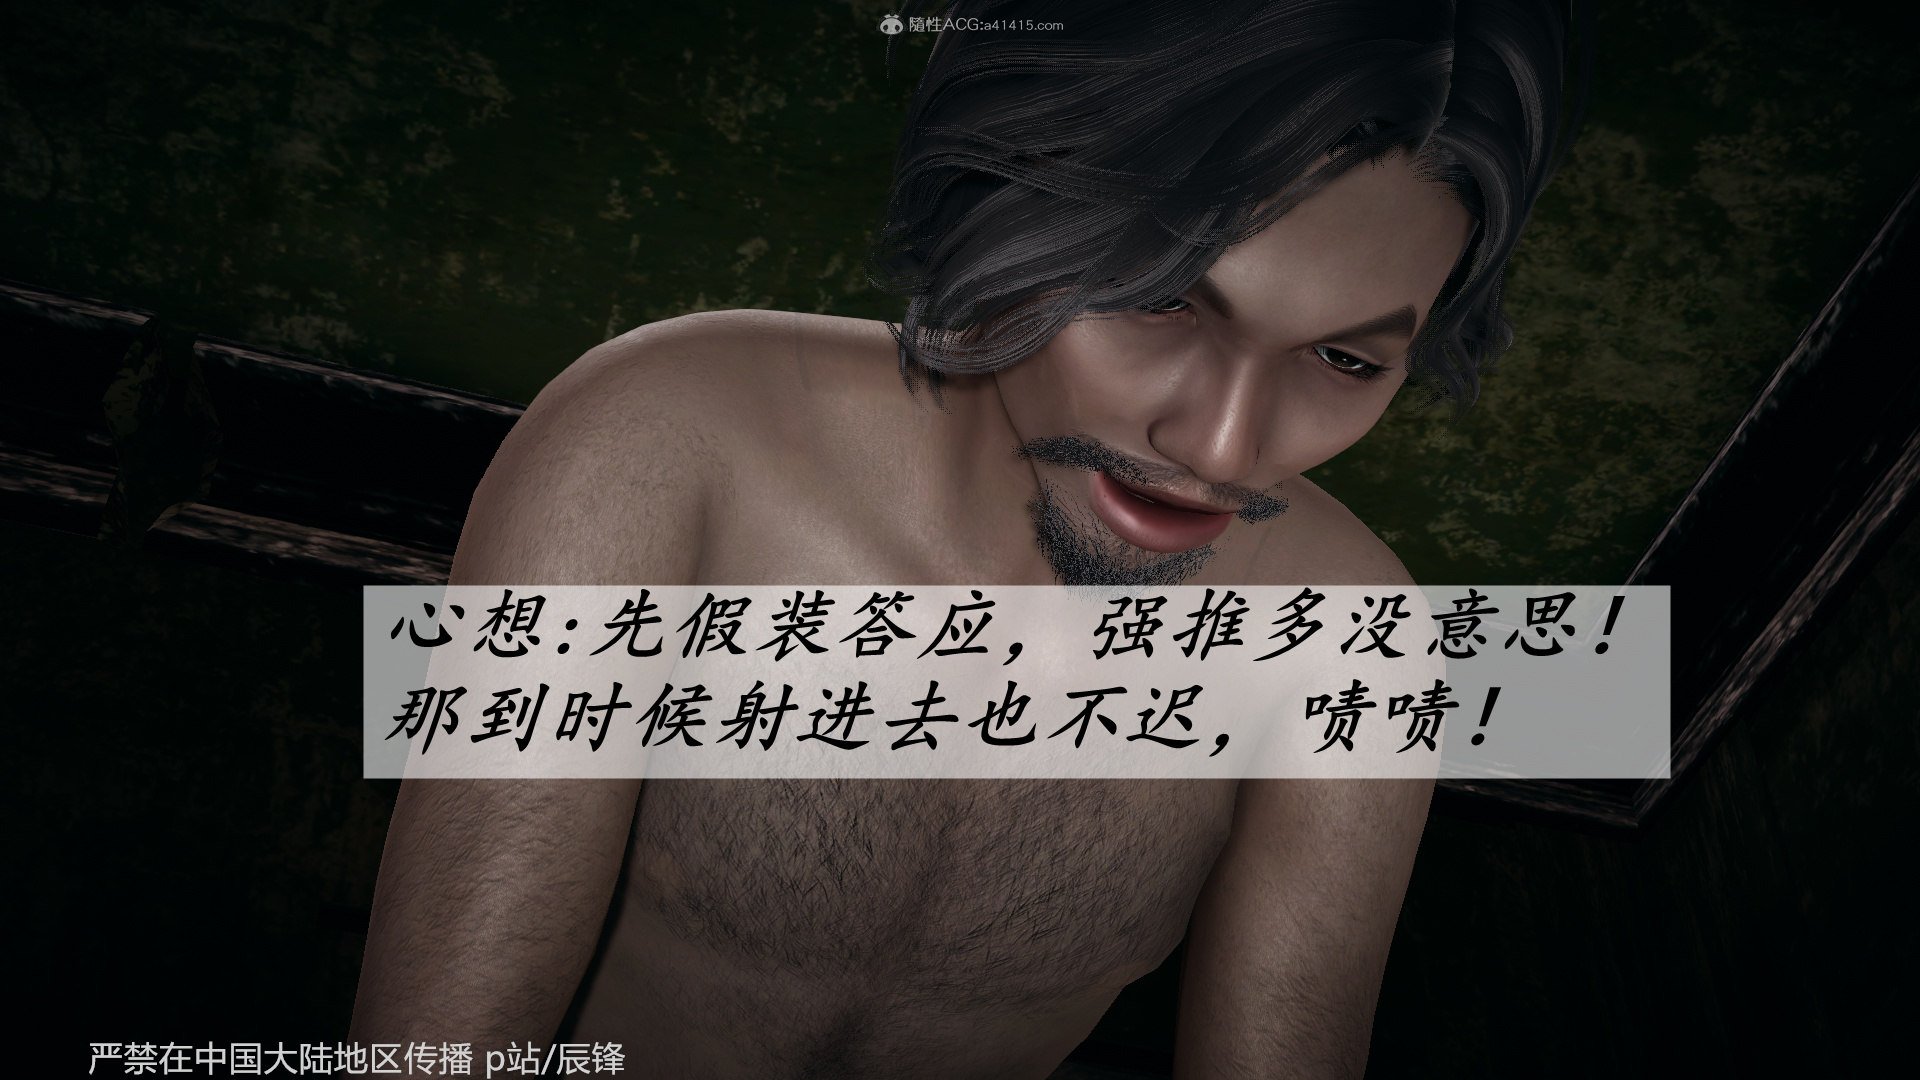 隨性ACG:a41415.com
心想:先假装答应，强推多没意思！
那到时候射进去也不迟，啧啧！
严禁在中国大陆地区传播 p站/辰锋